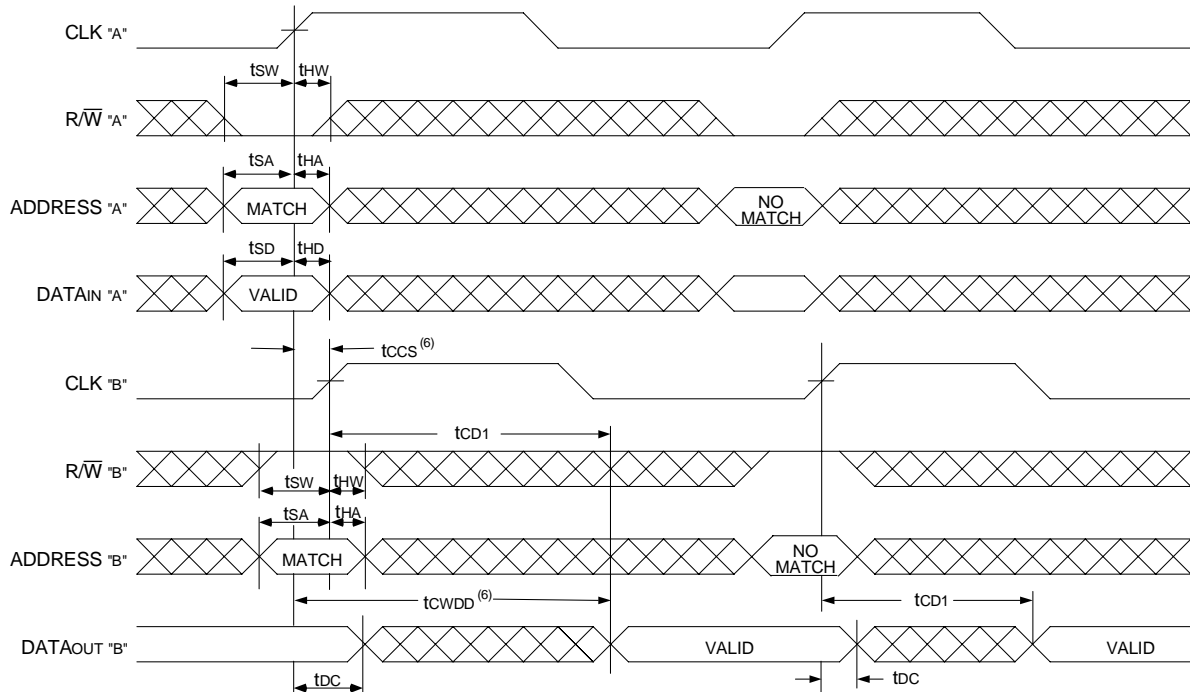 CLK "A"
tSW tHW
R/W̅ "A"
tSA tHA
ADDRESS "A" MATCH NO MATCH
tSD tHD
DATAIN "A" VALID
tCCS (6)
CLK "B"
tCD1
R/W̅ "B"
tSW tHW
tSA tHA
ADDRESS "B" MATCH NO MATCH
tCWDD (6) tCD1
DATAOUT "B" VALID VALID
tDC tDC